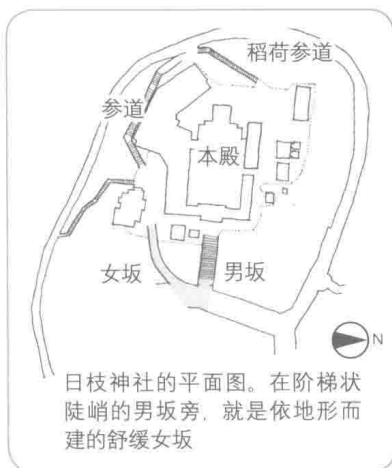 稻荷参道
参道
本殿
女坂
男坂
N
日枝神社的平面图。在阶梯状
陡峭的男坂旁，就是依地形而
建的舒缓女坂